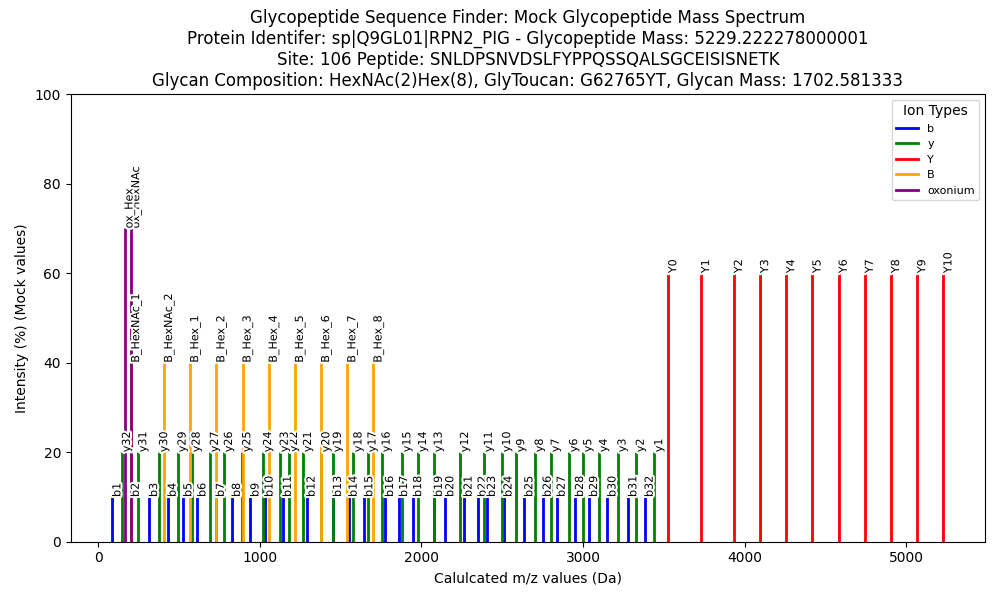 Glycopeptide Sequence Finder: Mock Glycopeptide Mass Spectrum
Protein Identifer: sp|Q9GL01|RPN2_PIG - Glycopeptide Mass: 5229.222278000001
Site: 106 Peptide: SNLDPSNVDSLFYPPQSSQALSGCEISISNETK
Glycan Composition: HexNAc(2)Hex(8), GlyToucan: G62765YT, Glycan Mass: 1702.581333
Intensity (%) (Mock values)
100
80
60
40
20
0
Ion Types
b
y
Y
B
oxonium
ox_Hex
ox_HexNAc
Y0
Y1
Y2
Y3
Y4
Y5
Y6
Y7
Y8
Y9
Y10
B_HexNAc_1
B_HexNAc_2
B_Hex_1
B_Hex_2
B_Hex_3
B_Hex_4
B_Hex_5
B_Hex_6
B_Hex_7
B_Hex_8
y32
y31
y30
y29
y28
y27
y26
y25
y24
y23
y22
y21
y20
y19
y18
y17
y16
y15
y14
y13
y12
y11
y10
y9
y8
y7
y6
y5
y4
y3
y2
y1
b1
b2
b3
b4
b5
b6
b7
b8
b9
b10
b11
b12
b13
b14
b15
b16
b17
b18
b19
b20
b21
b22
b23
b24
b25
b26
b27
b28
b29
b30
b31
b32
0
1000
2000
3000
4000
5000
Calulcated m/z values (Da)